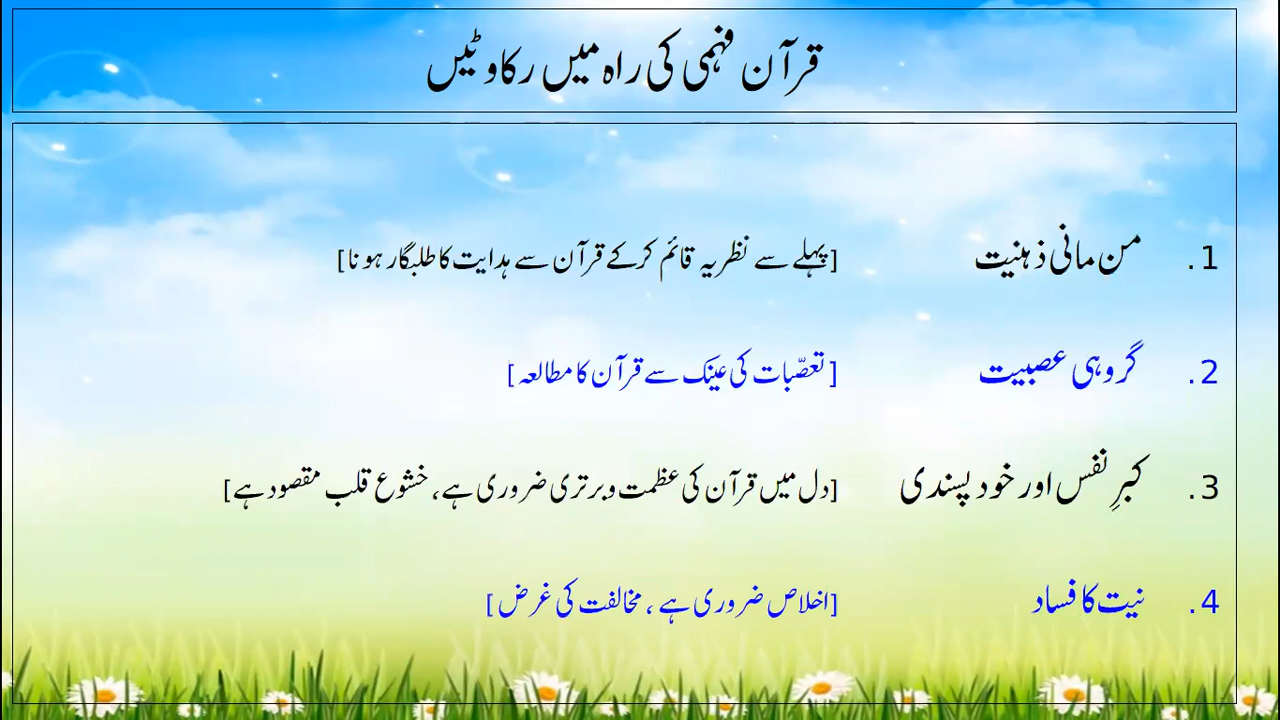 قرآن فہمی کی راہ میں رکاوٹیں
1. من مانی ذہنیت [پہلے سے نظریہ قائم کرکے قرآن سے ہدایت کا طلبگار ہونا]
2. گروہی عصبیت [تعصّبات کی عینک سے قرآن کا مطالعہ]
3. کبرِ نفس اور خود پسندی [دل میں قرآن کی عظمت و برتری ضروری ہے، خشوع قلب مقصود ہے]
4. نیت کا فساد [اخلاص ضروری ہے، مخالفت کی غرض]